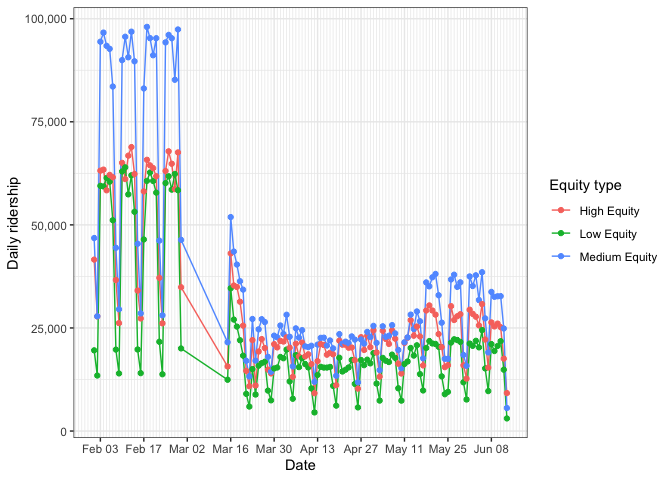 100,000
75,000
50,000
25,000
0
Daily ridership
Feb 03 Feb 17 Mar 02 Mar 16 Mar 30 Apr 13 Apr 27 May 11 May 25 Jun 08
Date
Equity type
High Equity
Low Equity
Medium Equity